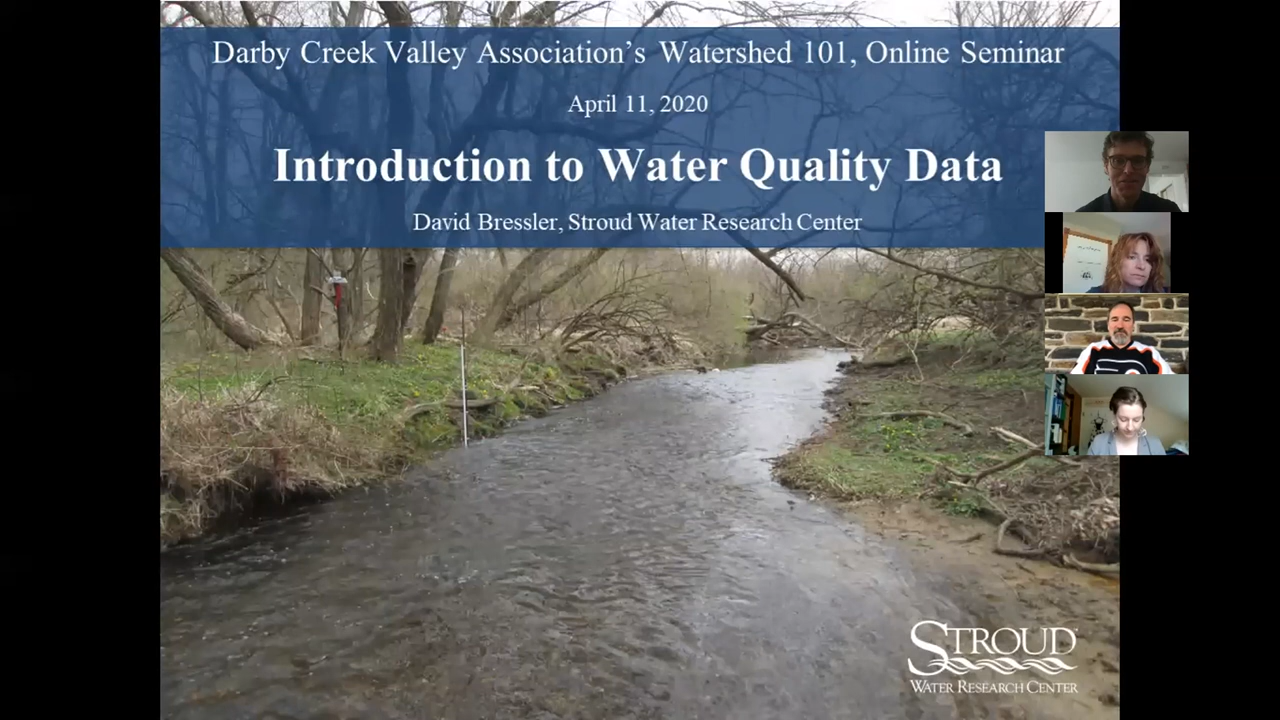 Darby Creek Valley Association's Watershed 101, Online Seminar
April 11, 2020
Introduction to Water Quality Data
David Bressler, Stroud Water Research Center
STROUD
WATER RESEARCH CENTER